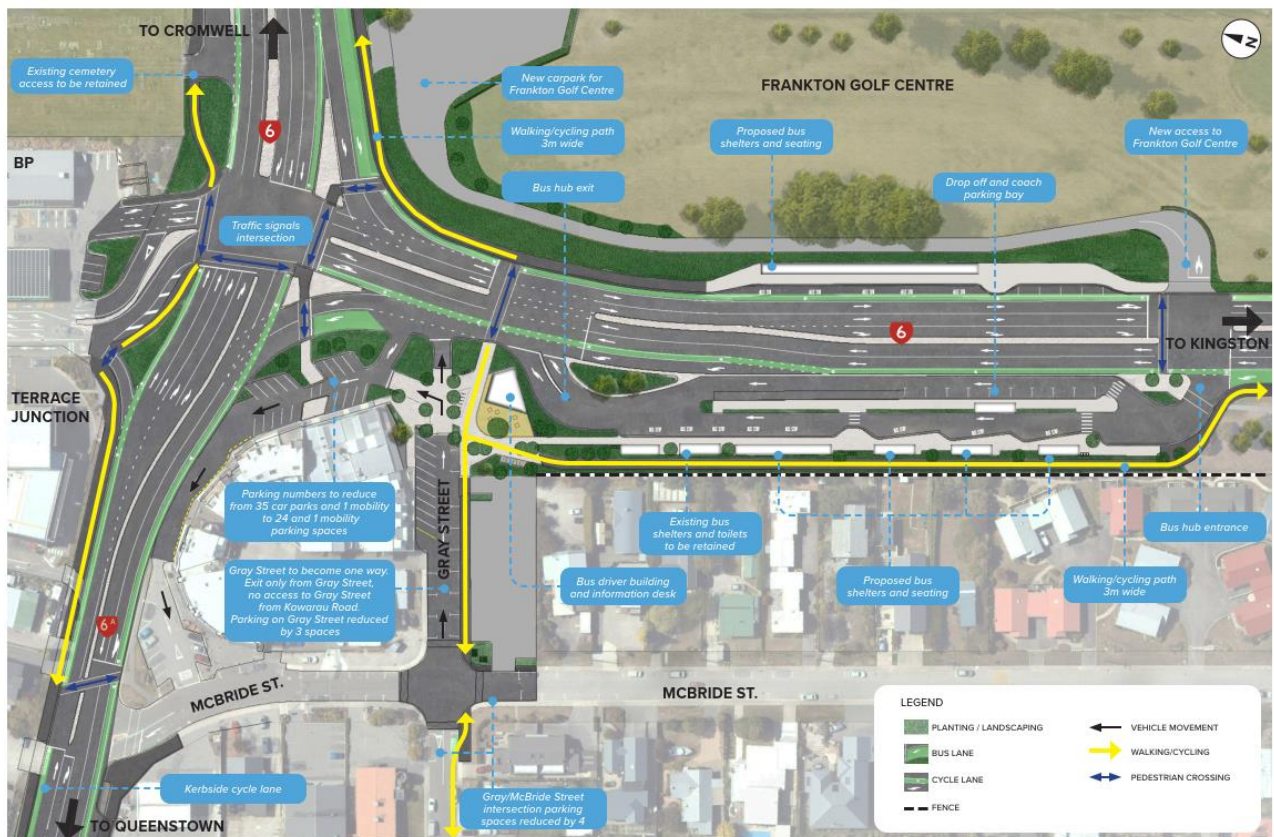 TO CROMWELL
N
Existing cemetery
access to be retained
New carpark for
Frankton Golf Centre
FRANKTON GOLF CENTRE
6
Walking/cycling path
3m wide
Proposed bus
shelters and seating
New access to
Frankton Golf Centre
BP
Bus hub exit
Drop off and coach
parking bay
Traffic signals
intersection
6
TO KINGSTON
TERRACE
JUNCTION
Parking numbers to reduce
from 35 car parks and 1 mobility
to 24 and 1 mobility
parking spaces
GRAY STREET
Existing bus
shelters and toilets
to be retained
Bus hub entrance
Gray Street to become one way.
Exit only from Gray Street,
no access to Gray Street
from Kawarau Road.
Parking on Gray Street reduced
by 3 spaces
Bus driver building
and information desk
Proposed bus
shelters and seating
Walking/cycling path
3m wide
6A
MCBRIDE ST.
MCBRIDE ST.
Kerbside cycle lane
Gray/McBride Street
intersection parking
spaces reduced by 4
TO QUEENSTOWN
LEGEND
PLANTING / LANDSCAPING
BUS LANE
CYCLE LANE
FENCE
VEHICLE MOVEMENT
WALKING/CYCLING
PEDESTRIAN CROSSING